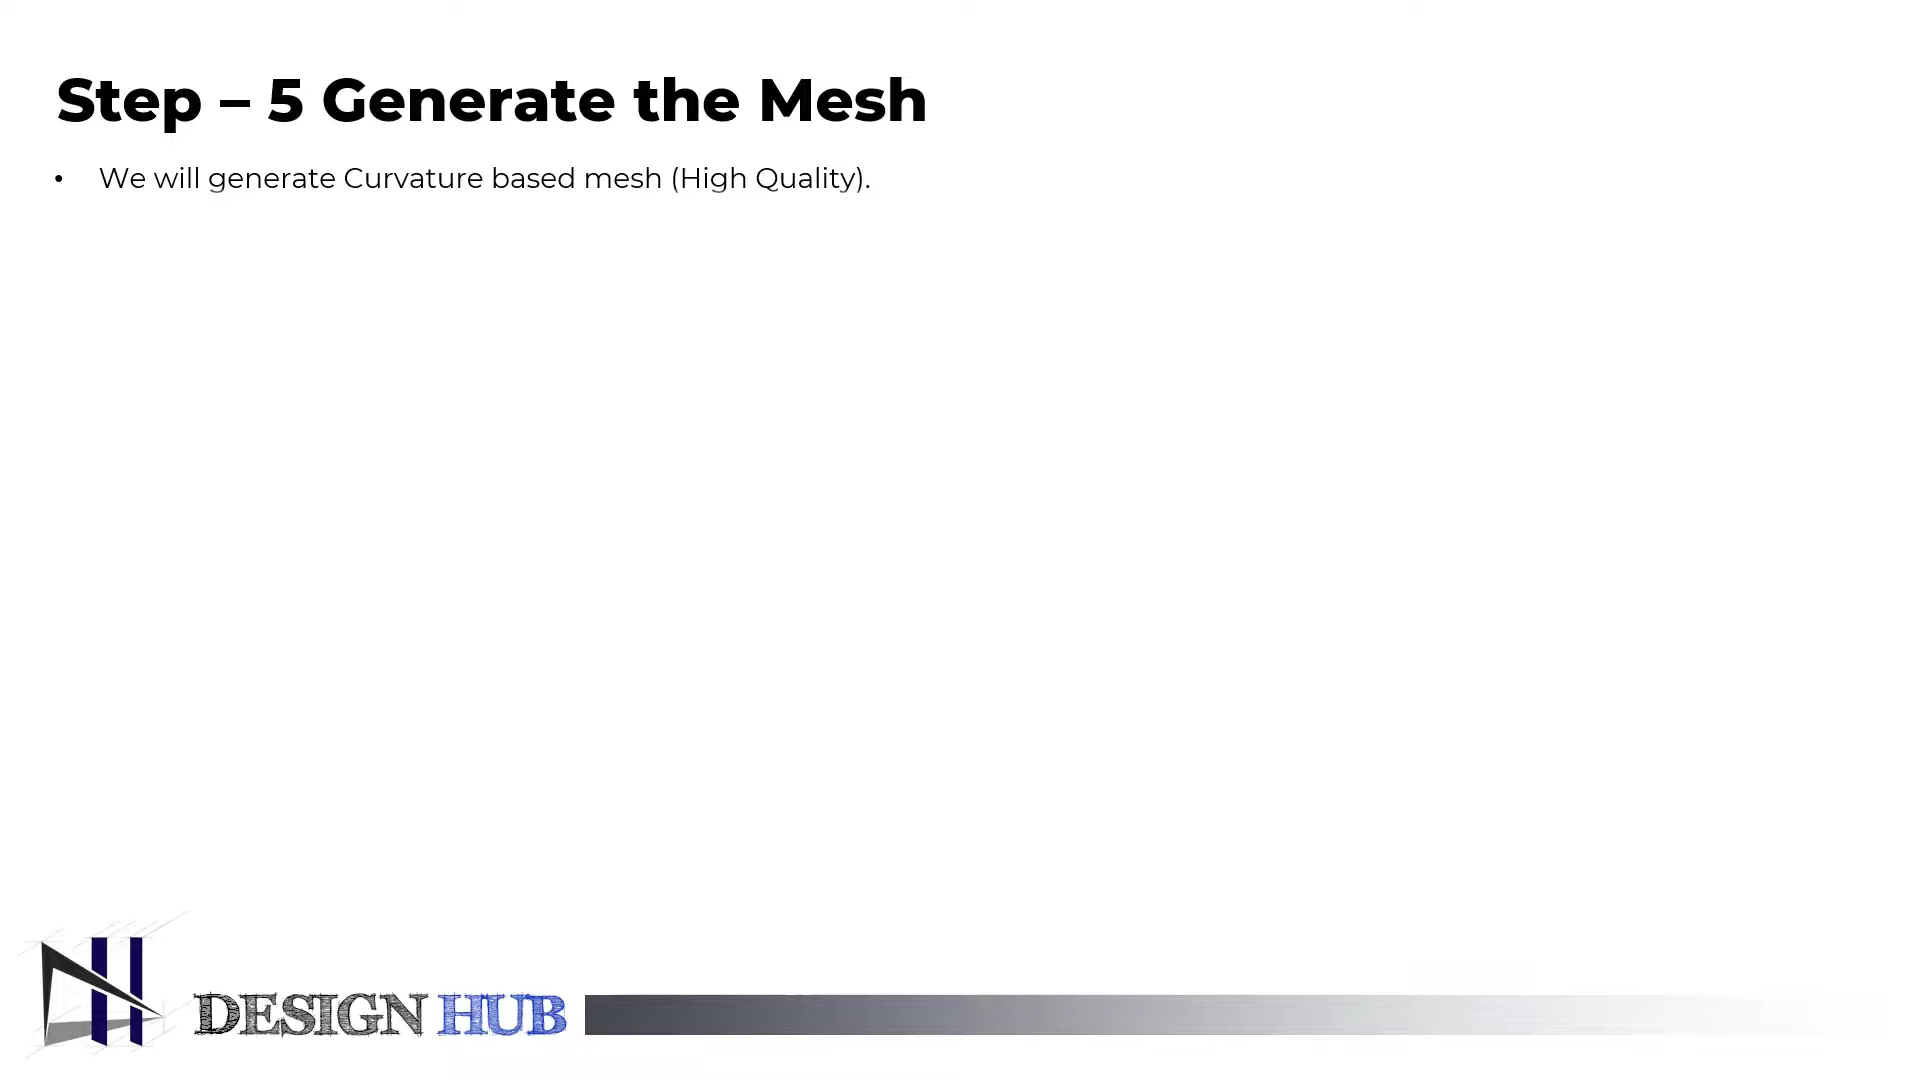 Step – 5 Generate the Mesh
• We will generate Curvature based mesh (High Quality).
DESIGN HUB